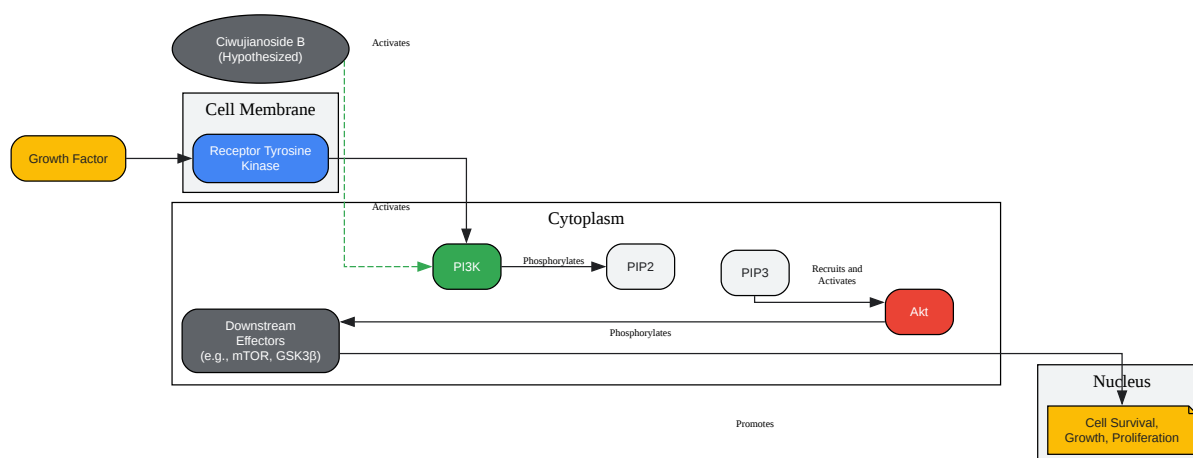 Ciwujianoside B
(Hypothesized)
Activates
Cell Membrane
Growth Factor
Receptor Tyrosine
Kinase
Activates
Cytoplasm
PI3K
Phosphorylates
PIP2
PIP3
Recruits and
Activates
Akt
Downstream
Effectors
(e.g., mTOR, GSK3β)
Phosphorylates
Nucleus
Cell Survival,
Growth, Proliferation
Promotes